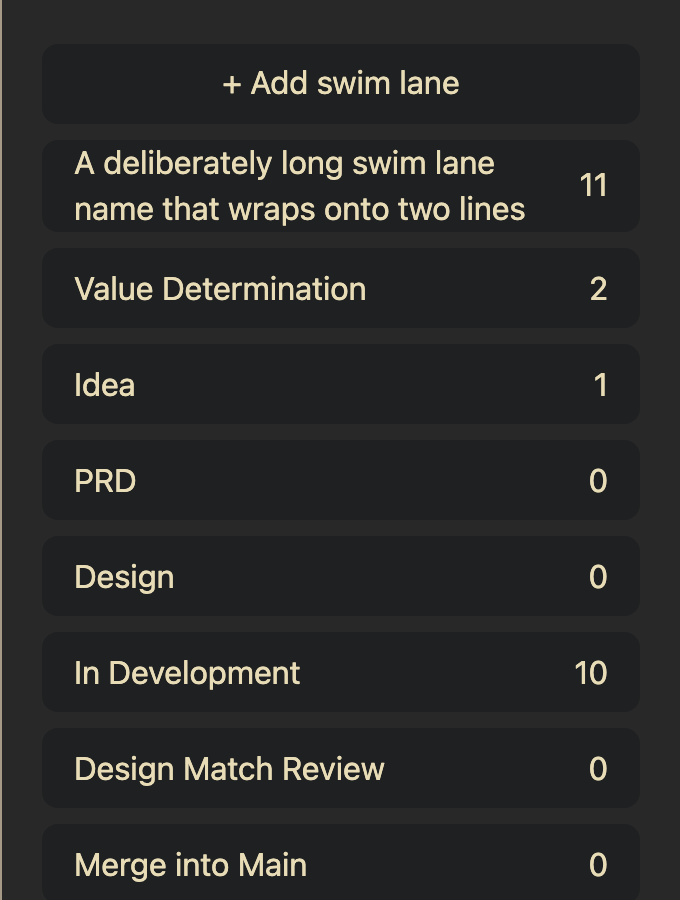 + Add swim lane
A deliberately long swim lane
name that wraps onto two lines
11
Value Determination 2
Idea 1
PRD 0
Design 0
In Development 10
Design Match Review 0
Merge into Main 0